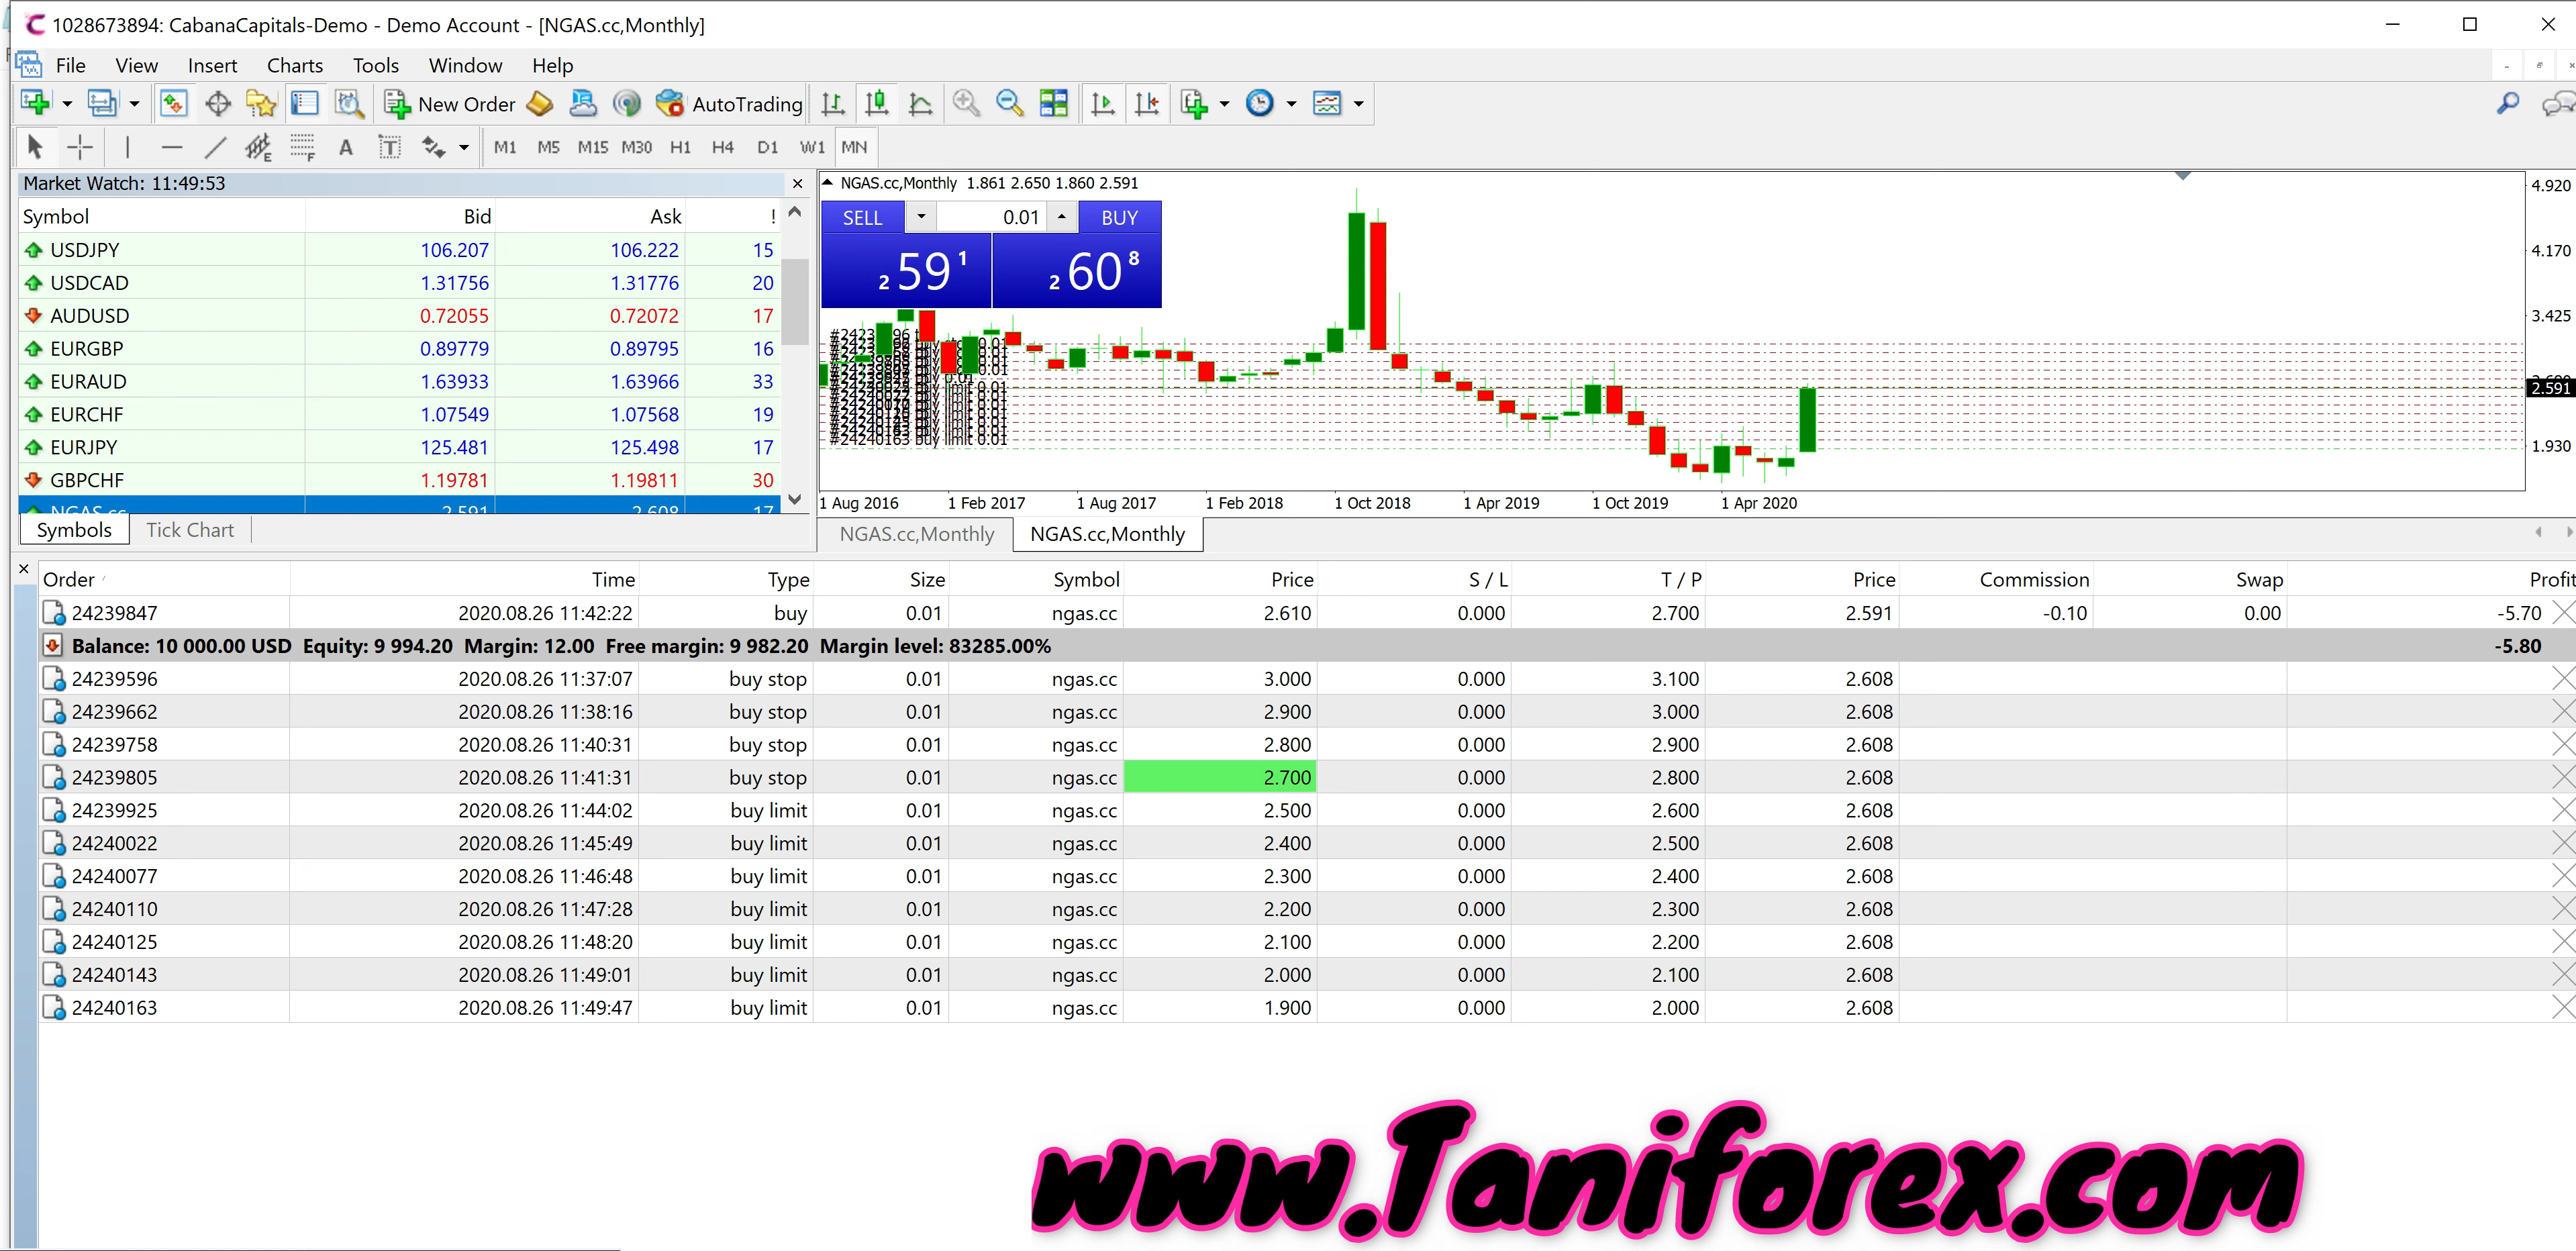 1028673894: CabanaCapitals-Demo - Demo Account - [NGAS.cc,Monthly]
File View Insert Charts Tools Window Help
New Order AutoTrading
M1 M5 M15 M30 H1 H4 D1 W1 MN
Market Watch: 11:49:53
Symbol Bid Ask !
USDJPY 106.207 106.222 15
USDCAD 1.31756 1.31776 20
AUDUSD 0.72055 0.72072 17
EURGBP 0.89779 0.89795 16
EURAUD 1.63933 1.63966 33
EURCHF 1.07549 1.07568 19
EURJPY 125.481 125.498 17
GBPCHF 1.19781 1.19811 30
NGAS.cc 2.591 2.608 17
Symbols Tick Chart
NGAS.cc,Monthly 1.861 2.650 1.860 2.591
SELL 0.01 BUY
2 59 1 2 60 8
#24240163 buy limit 0.01
4.920
4.170
3.425
2.591
1.930
1 Aug 2016 1 Feb 2017 1 Aug 2017 1 Feb 2018 1 Oct 2018 1 Apr 2019 1 Oct 2019 1 Apr 2020
NGAS.cc,Monthly NGAS.cc,Monthly
Order Time Type Size Symbol Price S / L T / P Price Commission Swap Profit
24239847 2020.08.26 11:42:22 buy 0.01 ngas.cc 2.610 0.000 2.700 2.591 -0.10 0.00 -5.70
Balance: 10 000.00 USD Equity: 9 994.20 Margin: 12.00 Free margin: 9 982.20 Margin level: 83285.00% -5.80
24239596 2020.08.26 11:37:07 buy stop 0.01 ngas.cc 3.000 0.000 3.100 2.608
24239662 2020.08.26 11:38:16 buy stop 0.01 ngas.cc 2.900 0.000 3.000 2.608
24239758 2020.08.26 11:40:31 buy stop 0.01 ngas.cc 2.800 0.000 2.900 2.608
24239805 2020.08.26 11:41:31 buy stop 0.01 ngas.cc 2.700 0.000 2.800 2.608
24239925 2020.08.26 11:44:02 buy limit 0.01 ngas.cc 2.500 0.000 2.600 2.608
24240022 2020.08.26 11:45:49 buy limit 0.01 ngas.cc 2.400 0.000 2.500 2.608
24240077 2020.08.26 11:46:48 buy limit 0.01 ngas.cc 2.300 0.000 2.400 2.608
24240110 2020.08.26 11:47:28 buy limit 0.01 ngas.cc 2.200 0.000 2.300 2.608
24240125 2020.08.26 11:48:20 buy limit 0.01 ngas.cc 2.100 0.000 2.200 2.608
24240143 2020.08.26 11:49:01 buy limit 0.01 ngas.cc 2.000 0.000 2.100 2.608
24240163 2020.08.26 11:49:47 buy limit 0.01 ngas.cc 1.900 0.000 2.000 2.608
www.Taniforex.com